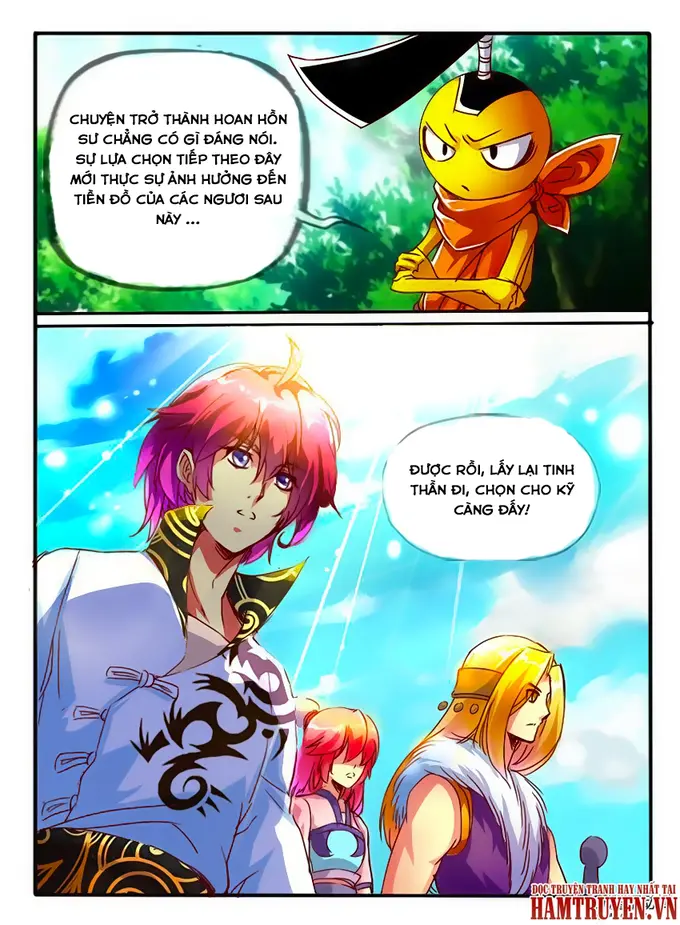 CHUYỆN TRỞ THÀNH HOAN HỒN
SƯ CHẲNG CÓ GÌ ĐÁNG NÓI.
SỰ LỰA CHỌN TIẾP THEO ĐÂY
MỚI THỰC SỰ ẢNH HƯỞNG ĐẾN
TIỀN ĐỒ CỦA CÁC NGƯƠI SAU
NÀY ...
ĐƯỢC RỒI, LẤY LẠI TINH
THẦN ĐI, CHỌN CHO KỸ
CÀNG ĐẤY!
ĐỌC TRUYỆN TRANH HAY NHẤT TẠI
HAMTRUYEN.VN